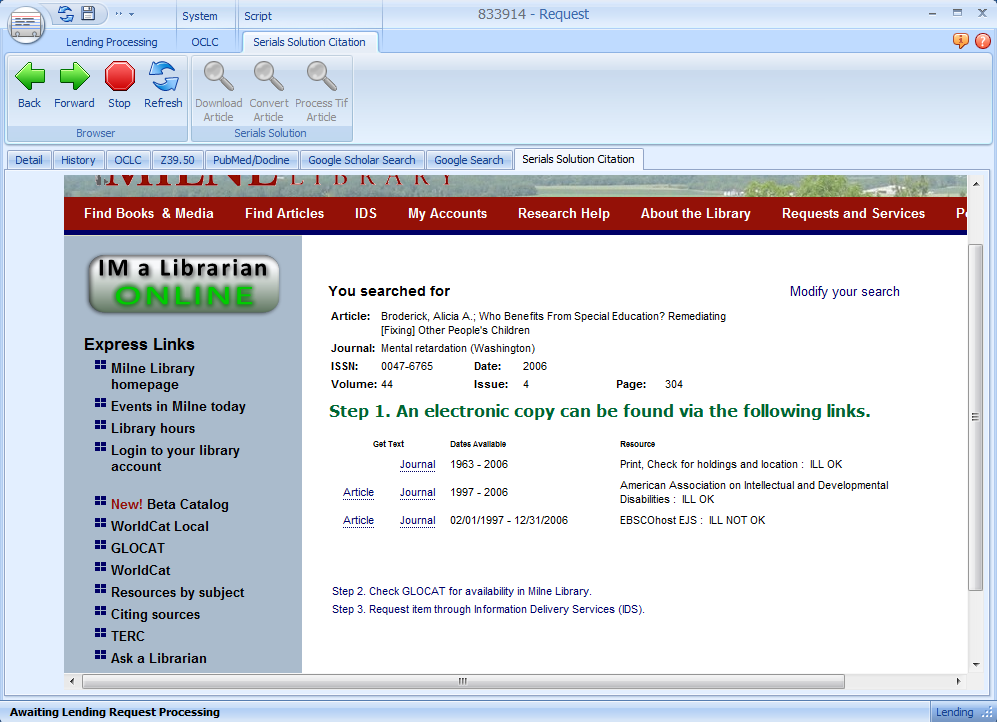 833914 - Request
System
Script
Lending Processing
OCLC
Serials Solution Citation
Back
Forward
Stop
Refresh
Browser
Download Article
Convert Article
Process Tif Article
Serials Solution
Detail
History
OCLC
Z39.50
PubMed/Docline
Google Scholar Search
Google Search
Serials Solution Citation
MILNE LIBRARY
Find Books & Media
Find Articles
IDS
My Accounts
Research Help
About the Library
Requests and Services
IM a Librarian
ONLINE
Express Links
Milne Library
homepage
Events in Milne today
Library hours
Login to your library
account
New! Beta Catalog
WorldCat Local
GLOCAT
WorldCat
Resources by subject
Citing sources
TERC
Ask a Librarian
You searched for
Modify your search
Article: Broderick, Alicia A.; Who Benefits From Special Education? Remediating
[Fixing] Other People's Children
Journal: Mental retardation (Washington)
ISSN: 0047-6765 Date: 2006
Volume: 44 Issue: 4 Page: 304
Step 1. An electronic copy can be found via the following links.
Get Text Dates Available Resource
Journal 1963 - 2006 Print, Check for holdings and location : ILL OK
Article Journal 1997 - 2006 American Association on Intellectual and Developmental
Disabilities : ILL OK
Article Journal 02/01/1997 - 12/31/2006 EBSCOhost EJS : ILL NOT OK
Step 2. Check GLOCAT for availability in Milne Library.
Step 3. Request item through Information Delivery Services (IDS).
Awaiting Lending Request Processing
Lending